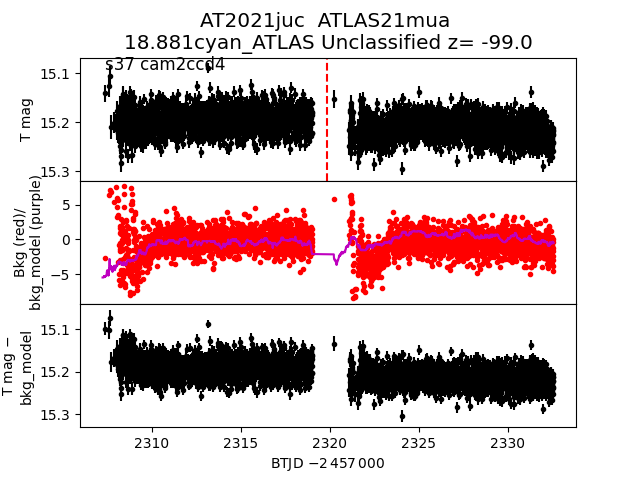 AT2021juc  ATLAS21mua
18.881cyan_ATLAS Unclassified z= -99.0
s37 cam2ccd4
15.1
15.2
15.3
T mag
5
0
−5
Bkg (red)/
bkg_model (purple)
15.1
15.2
15.3
T mag −
bkg_model
2310
2315
2320
2325
2330
BTJD −2 457 000